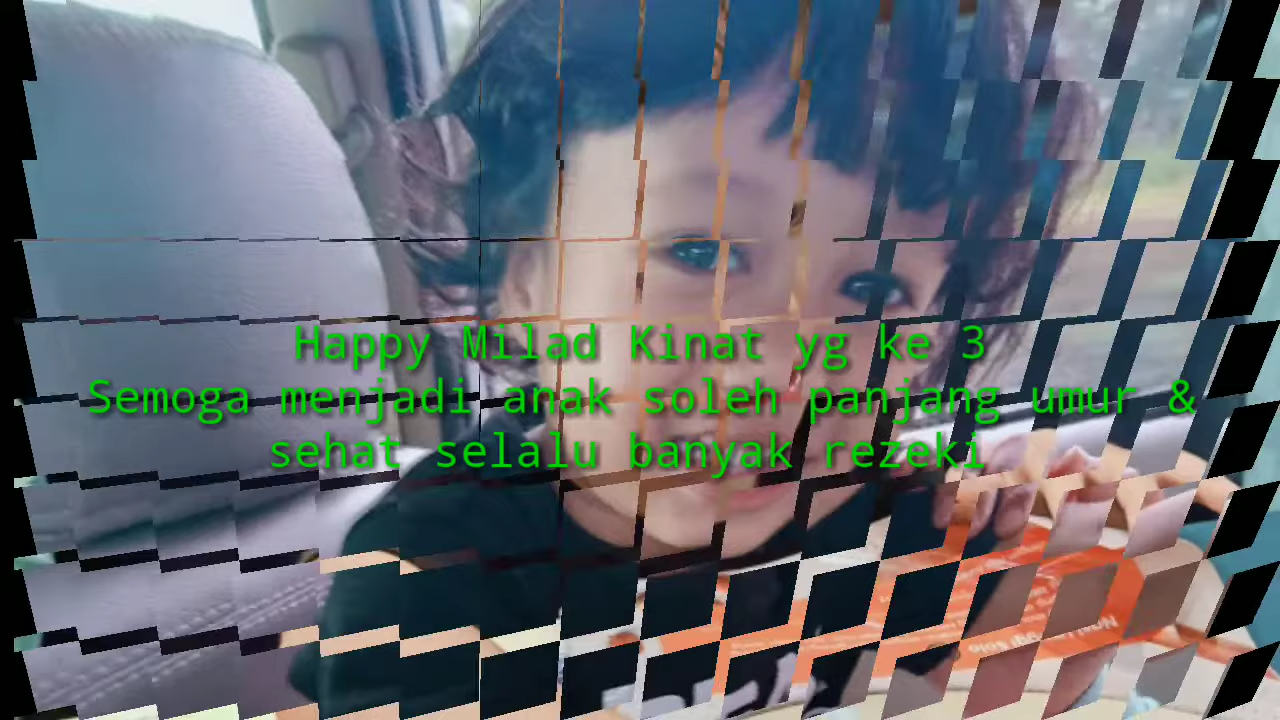 Happy Milad Kinat yg ke 3
Semoga menjadi anak soleh panjang umur &
sehat selalu banyak rezeki